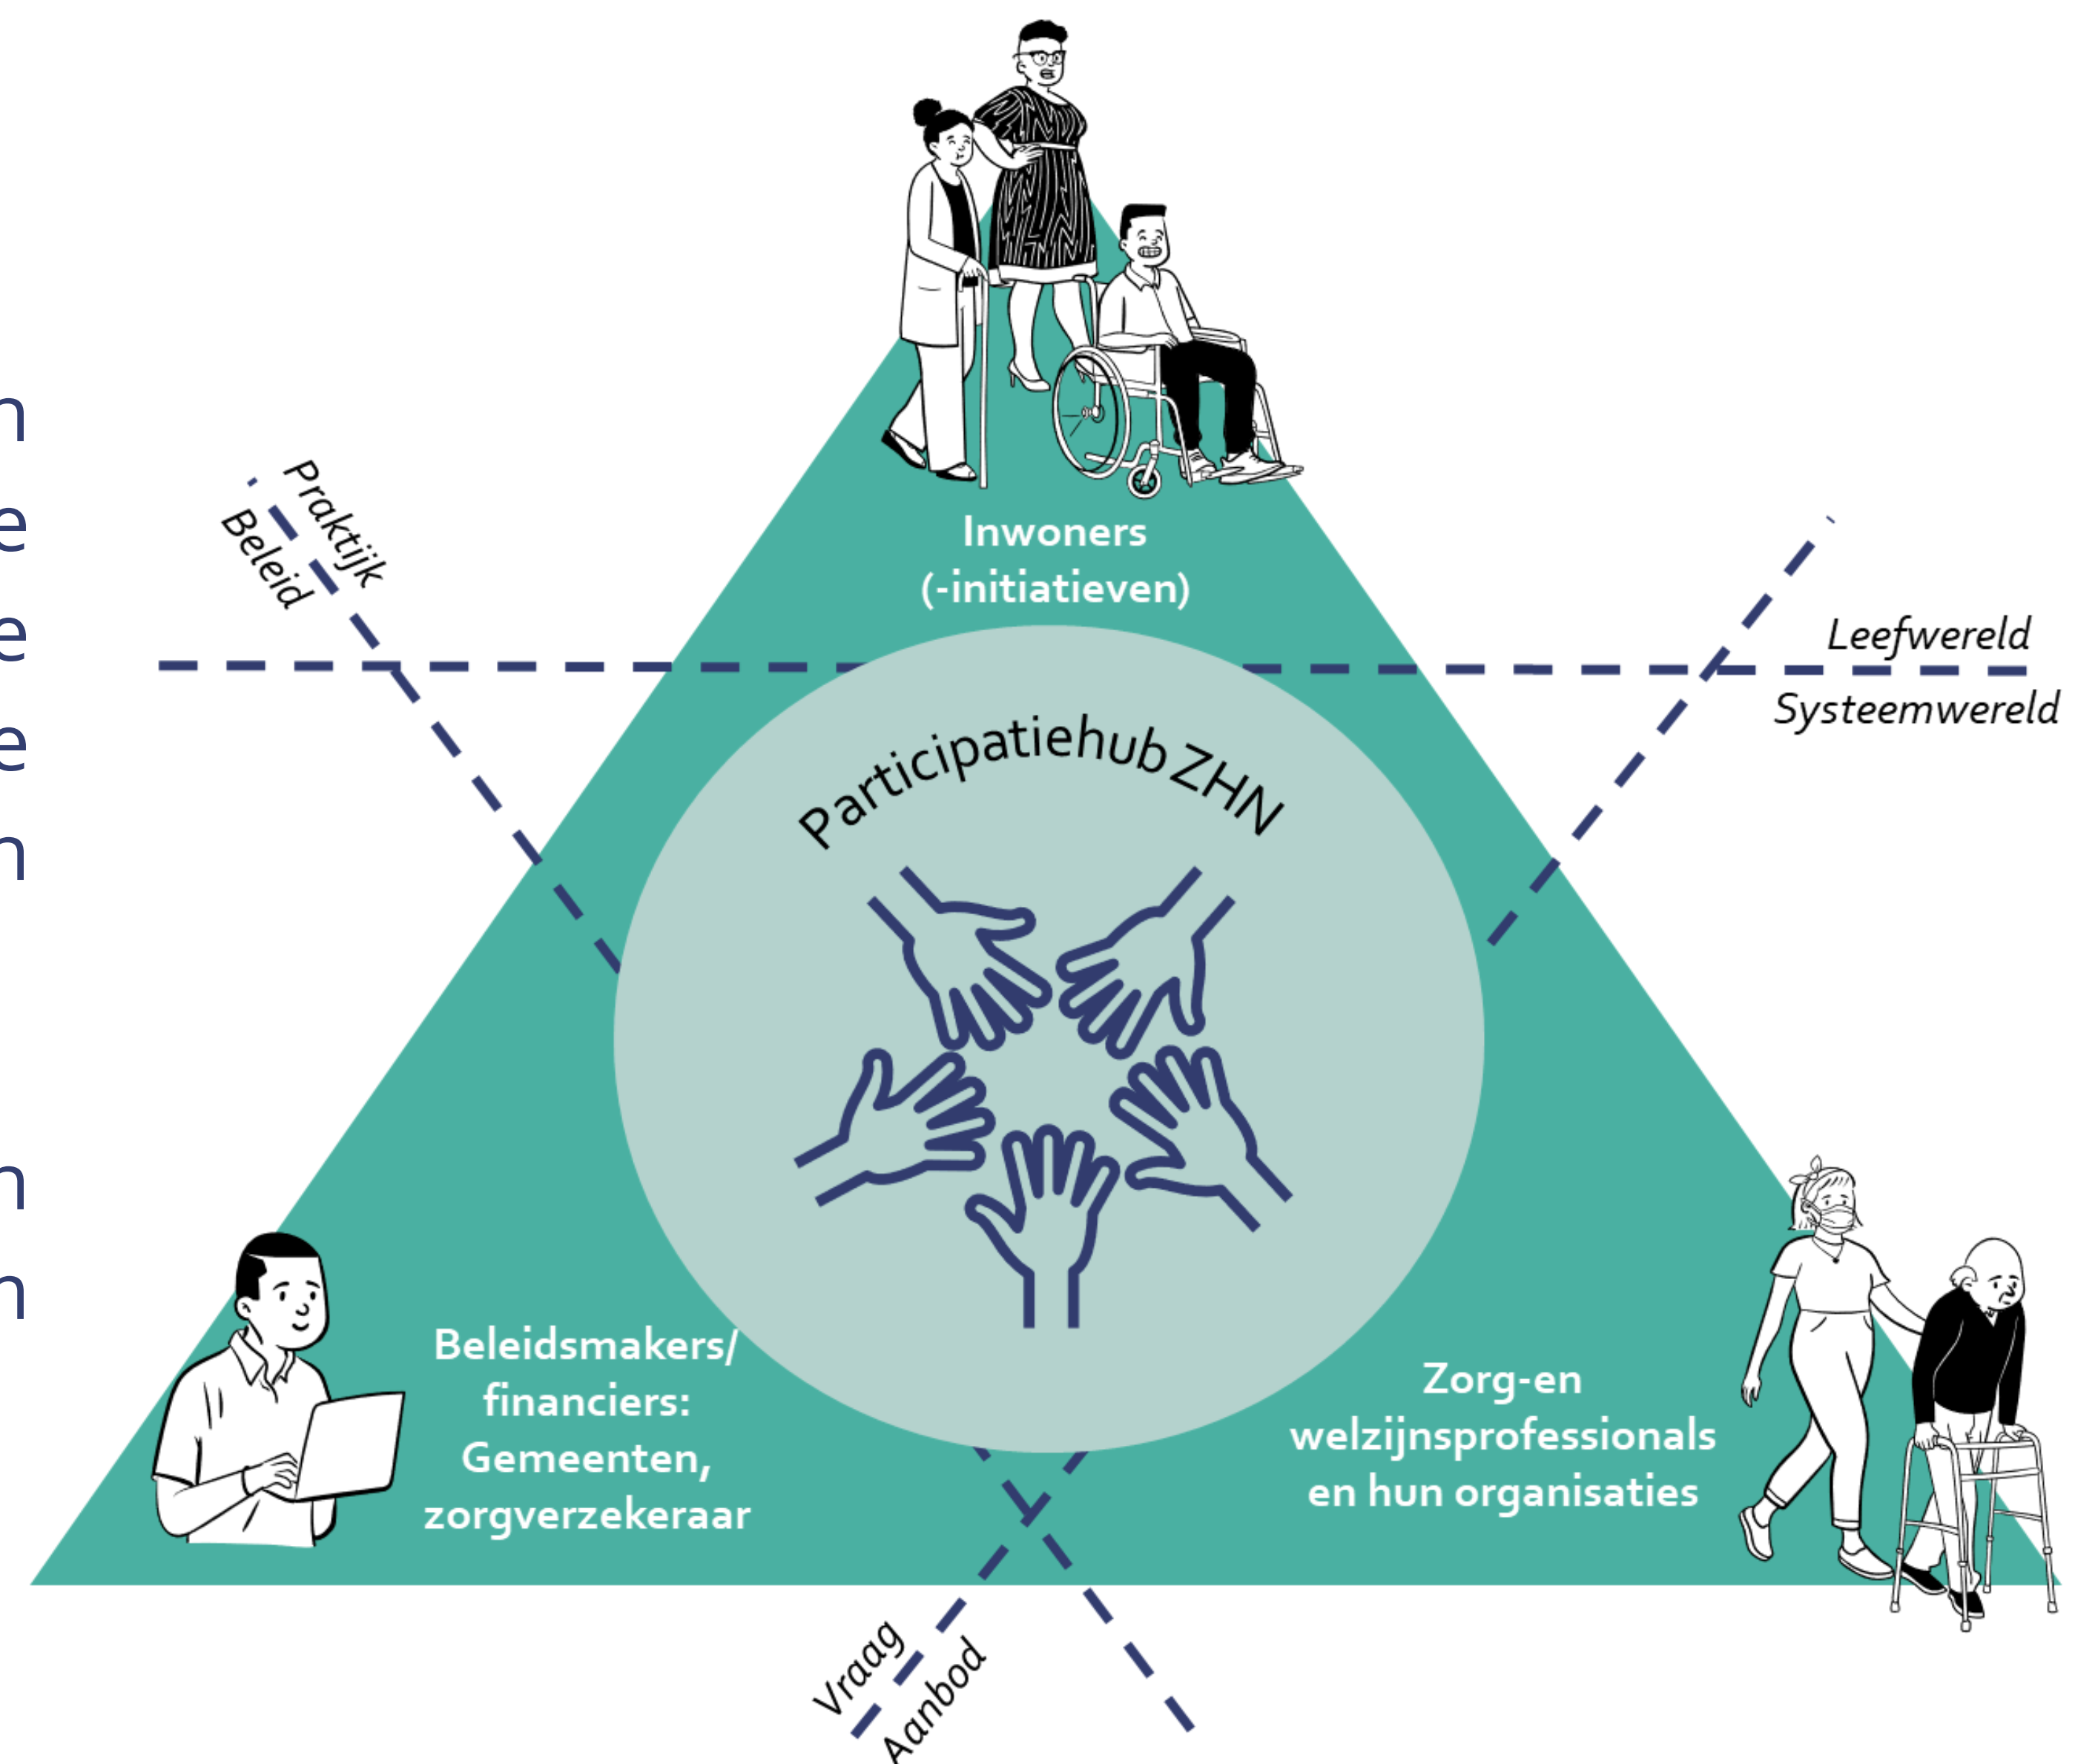 n
e
e
e
n
n
n
Inwoners
(-initiatieven)
Praktijk
Beleid
Leefwereld
Systeemwereld
Participatiehub ZHN
Beleidsmakers/
financiers:
Gemeenten,
zorgverzekeraar
Zorg-en
welzijnsprofessionals
en hun organisaties
Vraag
Aanbod